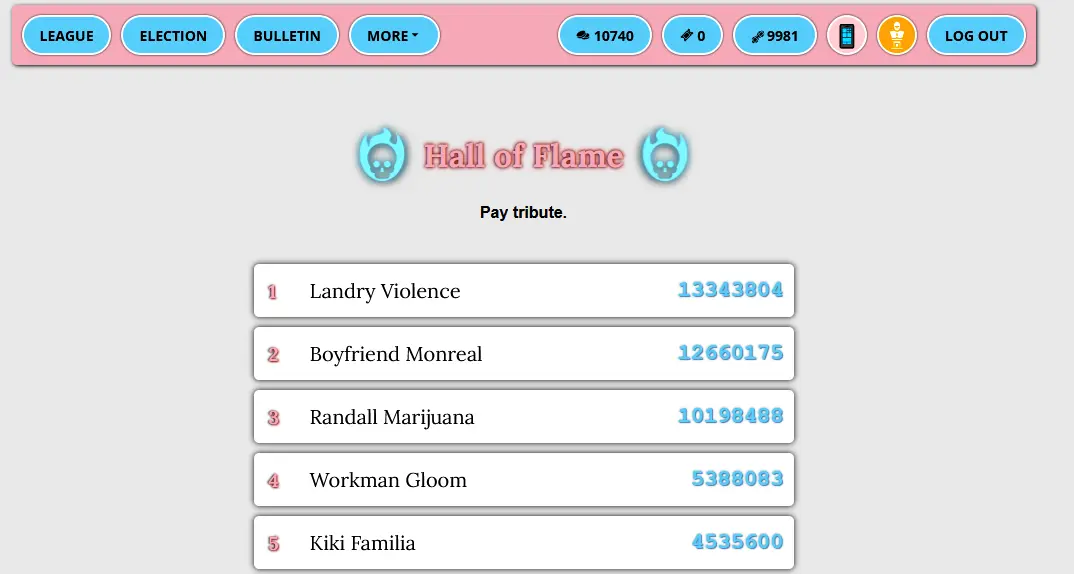 LEAGUE ELECTION BULLETIN MORE 10740 0 9981 LOG OUT
Hall of Flame
Pay tribute.
1 Landry Violence 13343804
2 Boyfriend Monreal 12660175
3 Randall Marijuana 10198488
4 Workman Gloom 5388083
5 Kiki Familia 4535600